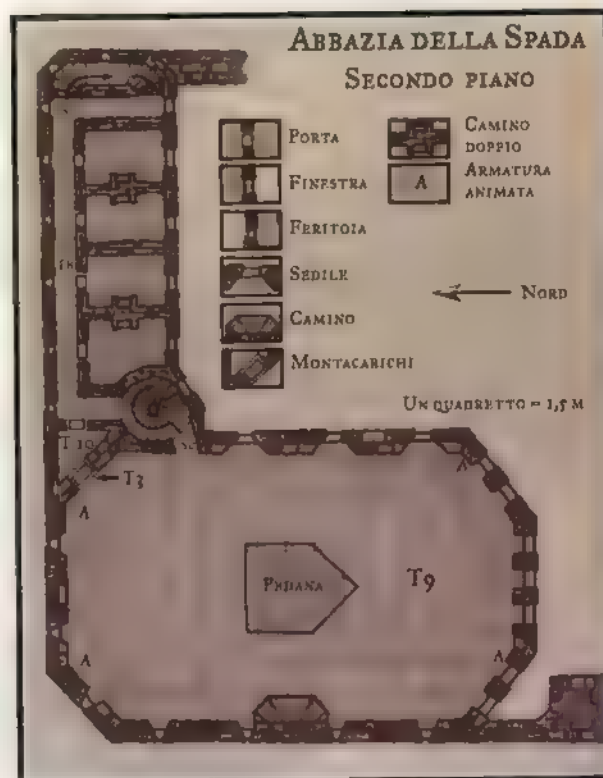 Abbazia della Spada
Secondo piano
Porta
Finestra
Feritoia
Sedile
Camino
Montacarichi
Camino
doppio
A
Armatura
animata
Nord
Un quadretto = 1,5 m
T10
T3
A
A
Pedana
T9
A
A